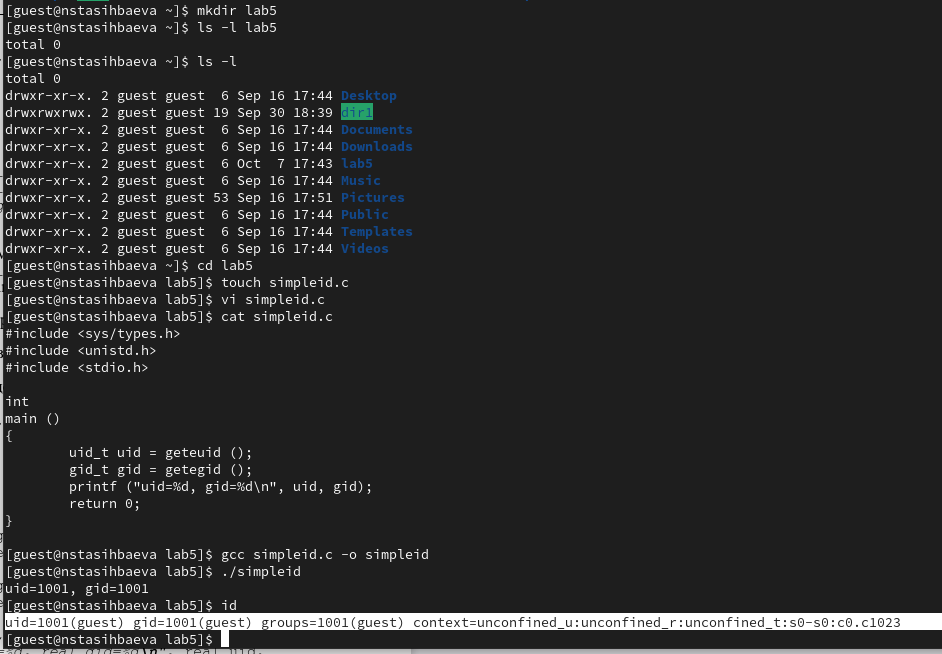 [guest@nstasihbaeva ~]$ mkdir lab5
[guest@nstasihbaeva ~]$ ls -l lab5
total 0
[guest@nstasihbaeva ~]$ ls -l
total 0
drwxr-xr-x. 2 guest guest  6 Sep 16 17:44 Desktop
drwxrwxrwx. 2 guest guest 19 Sep 30 18:39 dir1
drwxr-xr-x. 2 guest guest  6 Sep 16 17:44 Documents
drwxr-xr-x. 2 guest guest  6 Sep 16 17:44 Downloads
drwxr-xr-x. 2 guest guest  6 Oct  7 17:43 lab5
drwxr-xr-x. 2 guest guest  6 Sep 16 17:44 Music
drwxr-xr-x. 2 guest guest 53 Sep 16 17:51 Pictures
drwxr-xr-x. 2 guest guest  6 Sep 16 17:44 Public
drwxr-xr-x. 2 guest guest  6 Sep 16 17:44 Templates
drwxr-xr-x. 2 guest guest  6 Sep 16 17:44 Videos
[guest@nstasihbaeva ~]$ cd lab5
[guest@nstasihbaeva lab5]$ touch simpleid.c
[guest@nstasihbaeva lab5]$ vi simpleid.c
[guest@nstasihbaeva lab5]$ cat simpleid.c
#include <sys/types.h>
#include <unistd.h>
#include <stdio.h>
int
main ()
{
        uid_t uid = geteuid ();
        gid_t gid = getegid ();
        printf ("uid=%d, gid=%d\n", uid, gid);
        return 0;
}
[guest@nstasihbaeva lab5]$ gcc simpleid.c -o simpleid
[guest@nstasihbaeva lab5]$ ./simpleid
uid=1001, gid=1001
[guest@nstasihbaeva lab5]$ id
uid=1001(guest) gid=1001(guest) groups=1001(guest) context=unconfined_u:unconfined_r:unconfined_t:s0-s0:c0.c1023
[guest@nstasihbaeva lab5]$